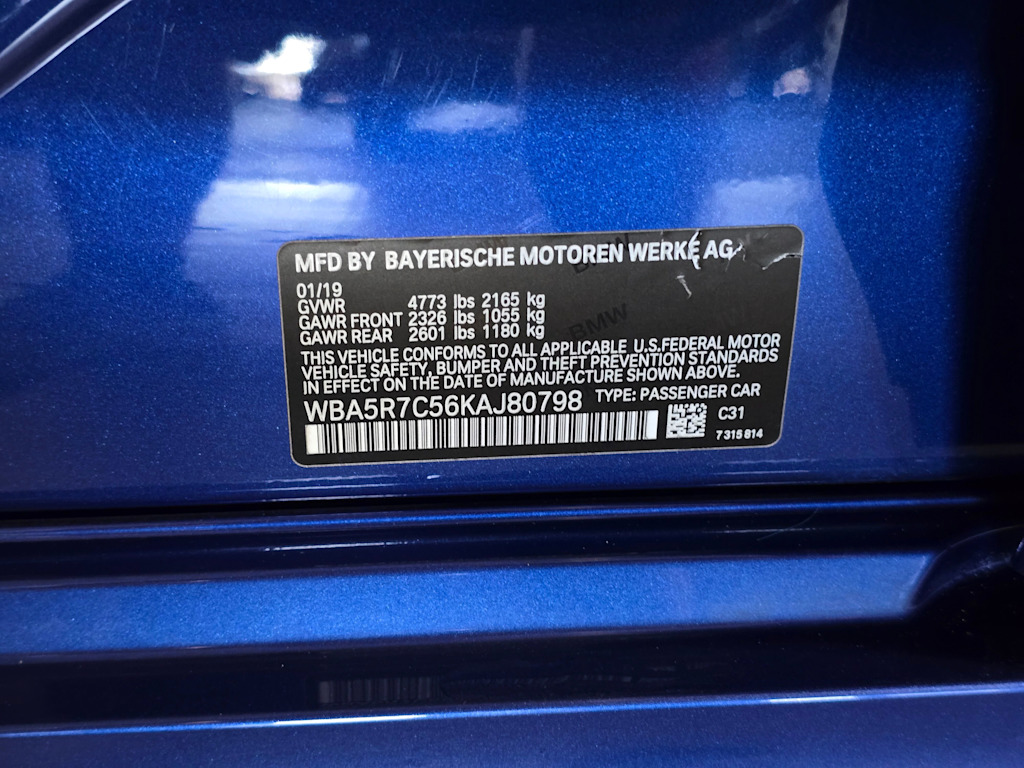 MFD BY BAYERISCHE MOTOREN WERKE AG
01/19
GVWR 4773 lbs 2165 kg
GAWR FRONT 2326 lbs 1055 kg
GAWR REAR 2601 lbs 1180 kg
THIS VEHICLE CONFORMS TO ALL APPLICABLE U.S.FEDERAL MOTOR
VEHICLE SAFETY, BUMPER AND THEFT PREVENTION STANDARDS
IN EFFECT ON THE DATE OF MANUFACTURE SHOWN ABOVE.
WBA5R7C56KAJ80798 TYPE: PASSENGER CAR
C31
7315814
BMW